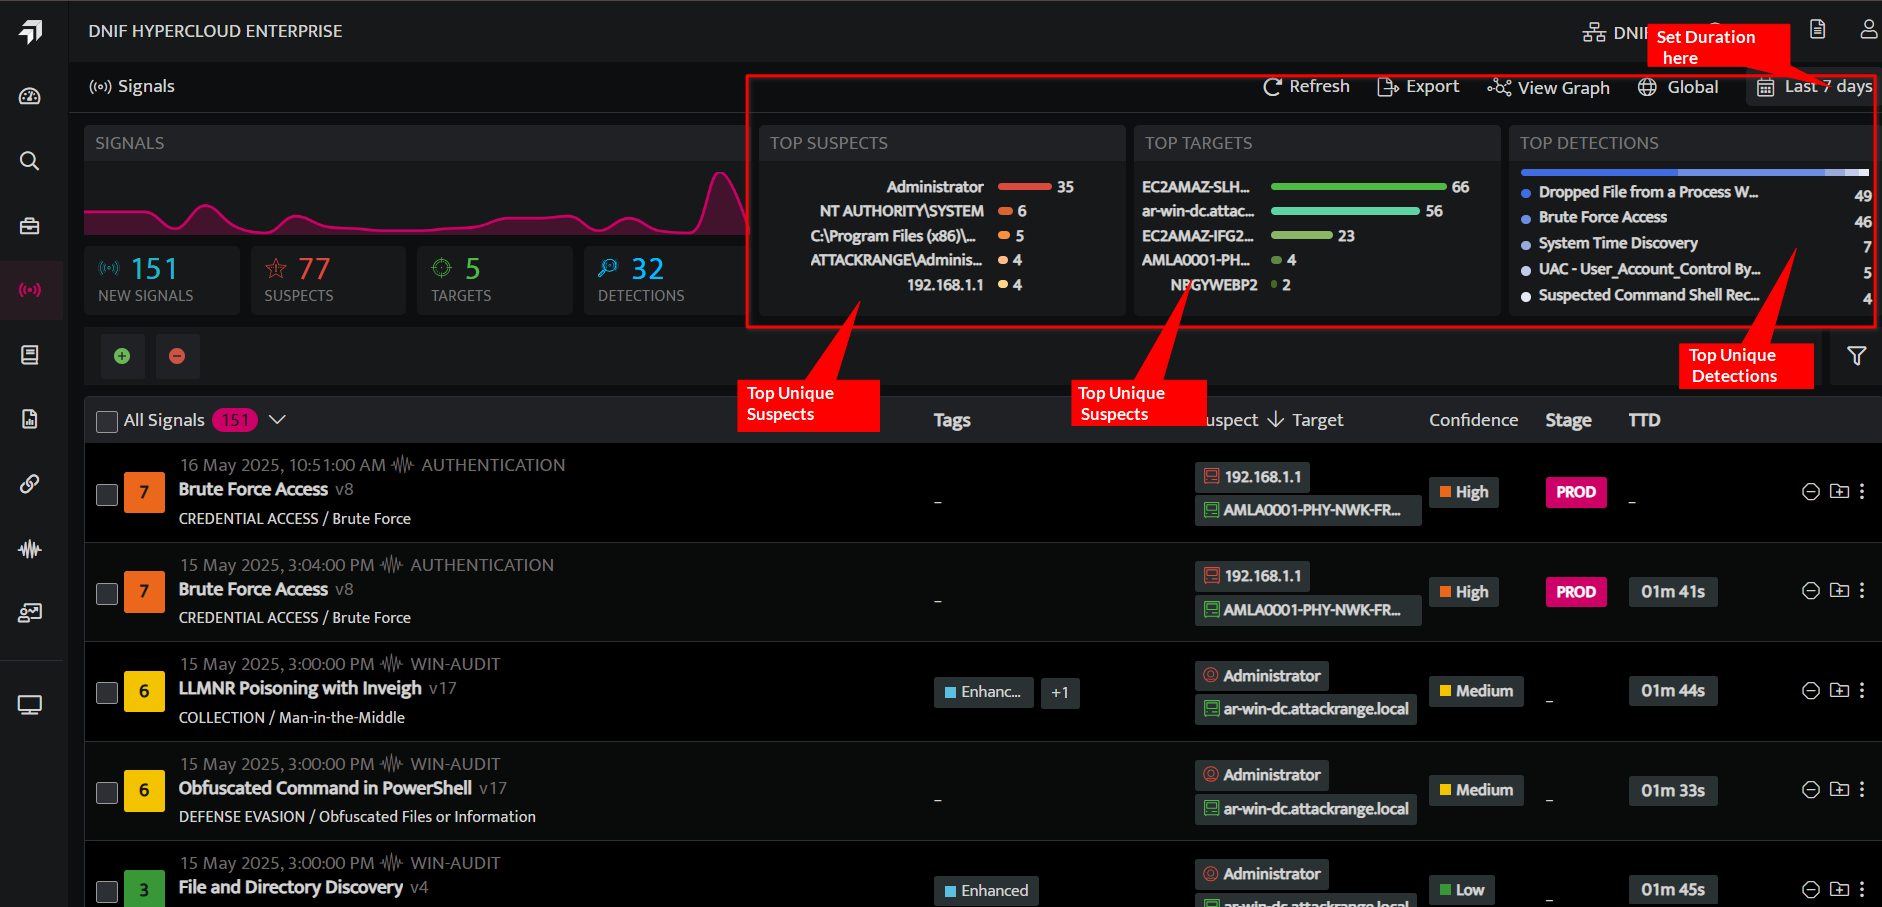 DNIF HYPERCLOUD ENTERPRISE
DNIF
Set Duration
here
Signals
Refresh
Export
View Graph
Global
Last 7 days
SIGNALS
151
NEW SIGNALS
77
SUSPECTS
5
TARGETS
32
DETECTIONS
TOP SUSPECTS
Administrator 35
NT AUTHORITY\SYSTEM 6
C:\Program Files (x86)\... 5
ATTACKRANGE\Adminis... 4
192.168.1.1 4
TOP TARGETS
EC2AMAZ-SLH... 66
ar-win-dc.attac... 56
EC2AMAZ-IFG2... 23
AMLA0001-PH... 4
NBGYWEBP2 2
TOP DETECTIONS
Dropped File from a Process W... 49
Brute Force Access 46
System Time Discovery 7
UAC - User_Account_Control By... 5
Suspected Command Shell Rec... 4
Top Unique
Suspects
Top Unique
Suspects
Top Unique
Detections
All Signals 151
Tags
uspect
Target
Confidence
Stage
TTD
7
16 May 2025, 10:51:00 AM AUTHENTICATION
Brute Force Access v8
CREDENTIAL ACCESS / Brute Force
–
192.168.1.1
AMLA0001-PHY-NWK-FR...
High
PROD
–
7
15 May 2025, 3:04:00 PM AUTHENTICATION
Brute Force Access v8
CREDENTIAL ACCESS / Brute Force
–
192.168.1.1
AMLA0001-PHY-NWK-FR...
High
PROD
01m 41s
6
15 May 2025, 3:00:00 PM WIN-AUDIT
LLMNR Poisoning with Inveigh v17
COLLECTION / Man-in-the-Middle
Enhanc... +1
Administrator
ar-win-dc.attackrange.local
Medium
–
01m 44s
6
15 May 2025, 3:00:00 PM WIN-AUDIT
Obfuscated Command in PowerShell v17
DEFENSE EVASION / Obfuscated Files or Information
–
Administrator
ar-win-dc.attackrange.local
Medium
–
01m 33s
3
15 May 2025, 3:00:00 PM WIN-AUDIT
File and Directory Discovery v4
Enhanced
Administrator
ar-win-dc.attackrange.local
Low
–
01m 45s